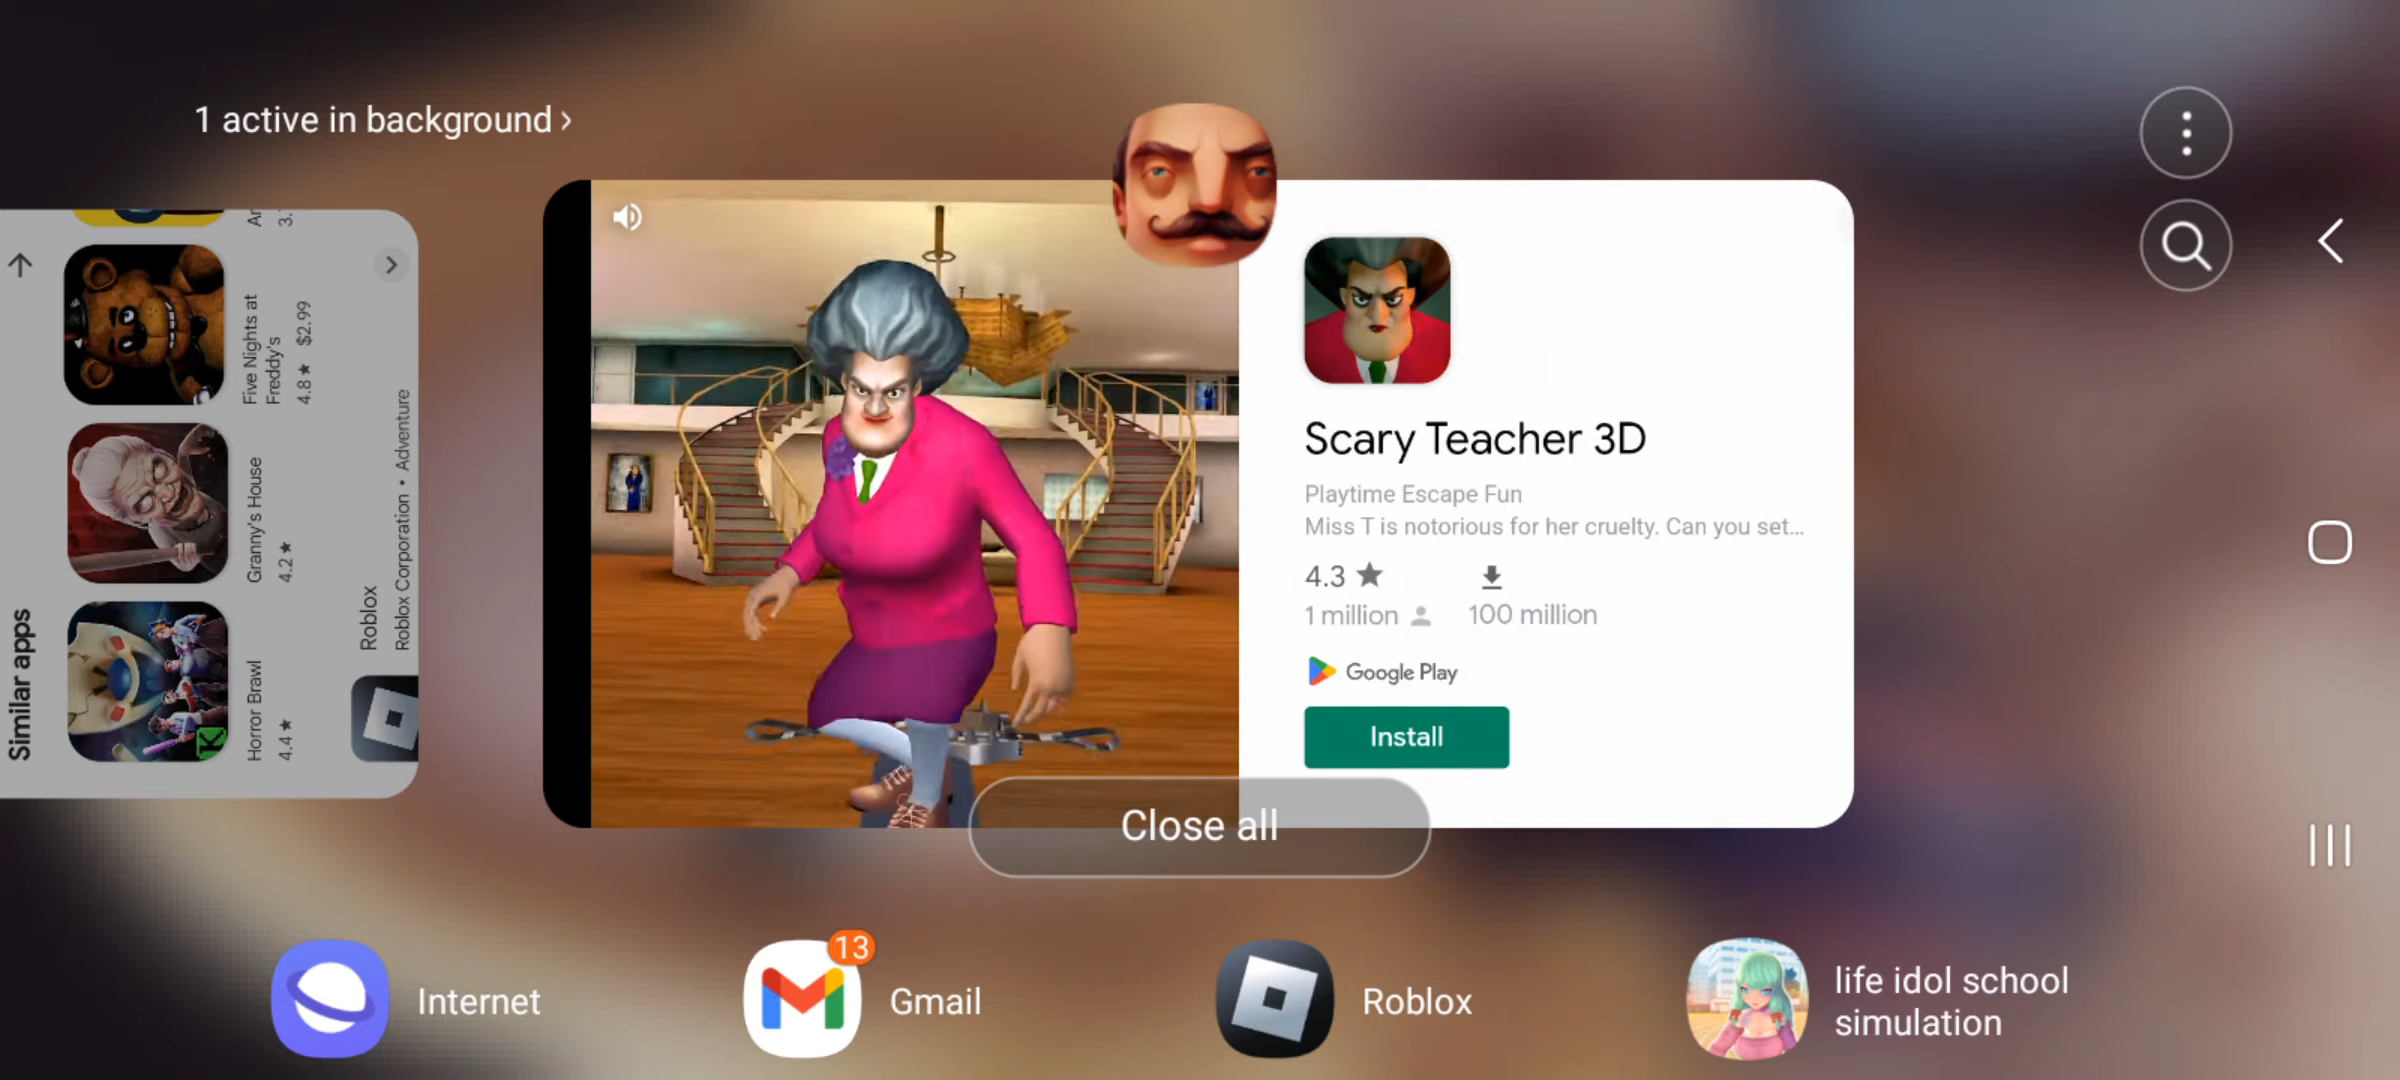 1 active in background ›
Similar apps
Horror Brawl
4.4★
Granny's House
4.2★
Five Nights at
Freddy's
4.8★ $2.99
Ar
3.
Roblox
Roblox Corporation • Adventure
Scary Teacher 3D
Playtime Escape Fun
Miss T is notorious for her cruelty. Can you set...
4.3 ★
1 million
100 million
Google Play
Install
Close all
Internet
13
Gmail
Roblox
life idol school
simulation